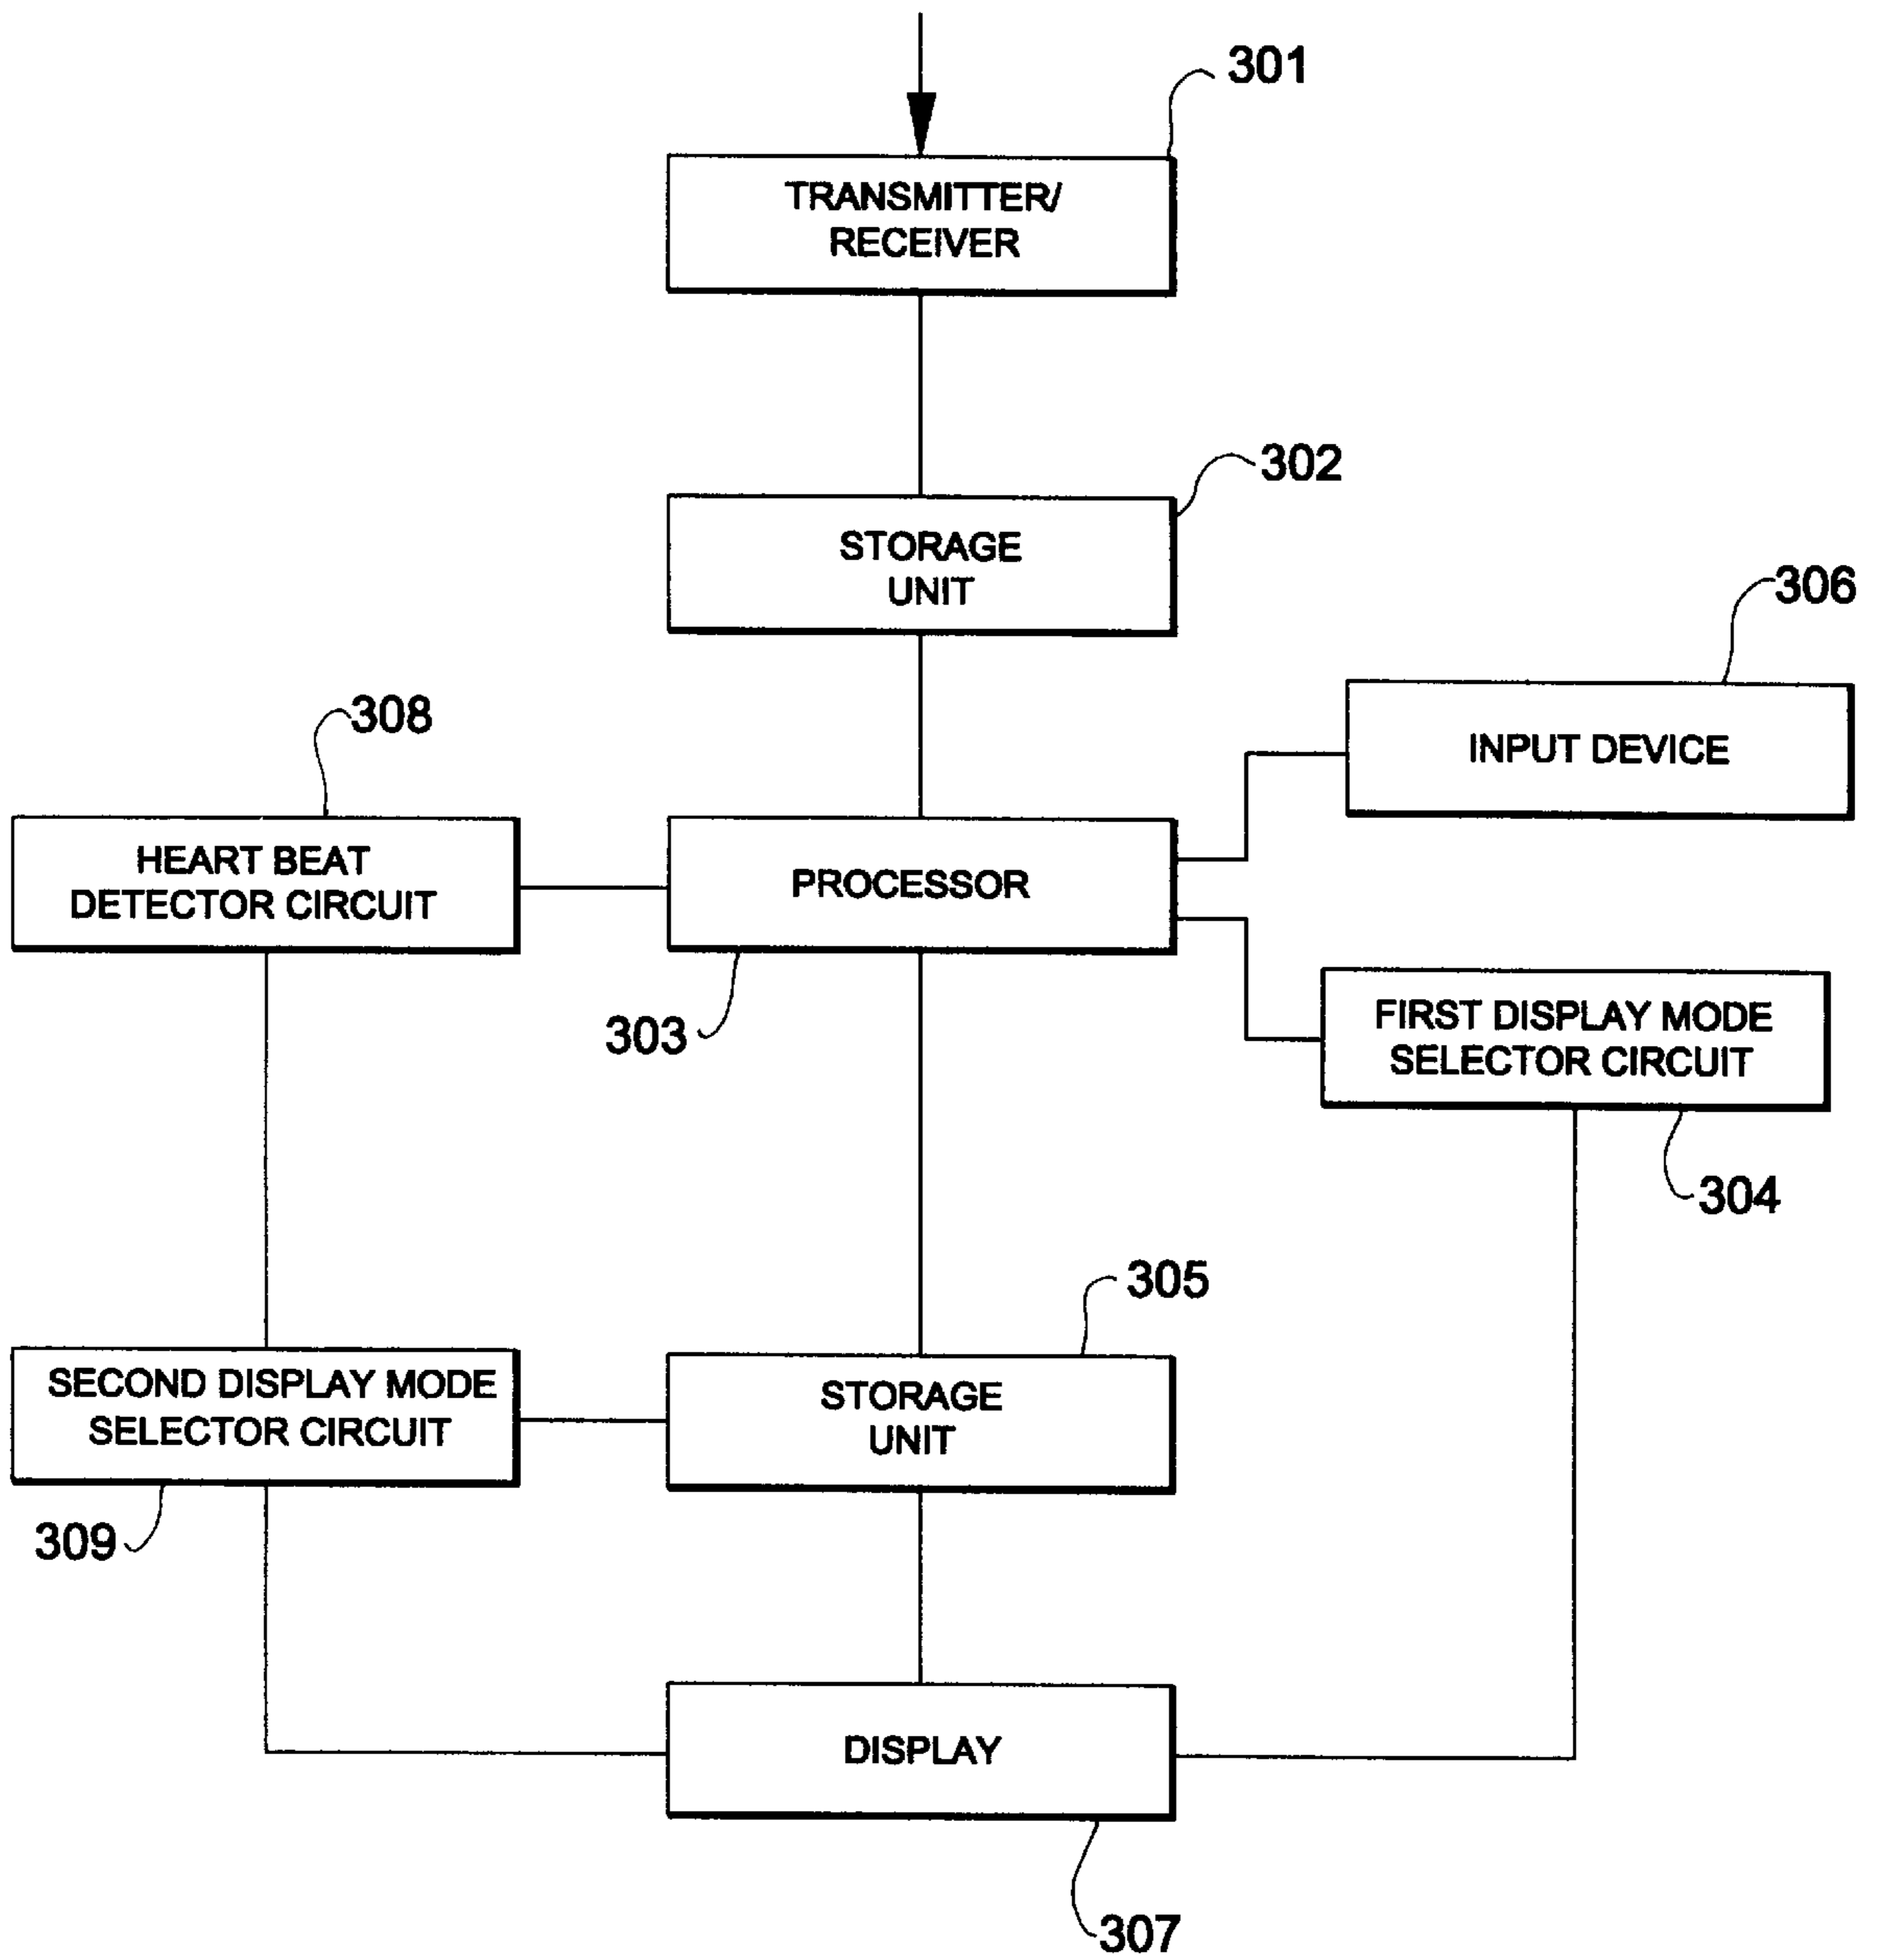 301
TRANSMITTER/
RECEIVER
302
STORAGE
UNIT
306
INPUT DEVICE
308
HEART BEAT
DETECTOR CIRCUIT
PROCESSOR
303
FIRST DISPLAY MODE
SELECTOR CIRCUIT
304
305
SECOND DISPLAY MODE
SELECTOR CIRCUIT
STORAGE
UNIT
309
DISPLAY
307